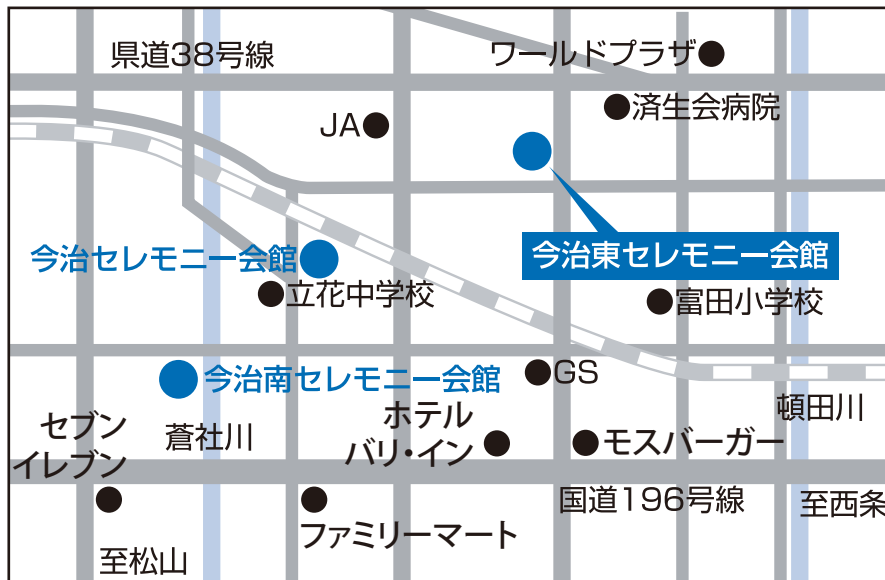 県道38号線
ワールドプラザ
済生会病院
JA
今治セレモニー会館
今治東セレモニー会館
立花中学校
富田小学校
今治南セレモニー会館
GS
頓田川
セブン
イレブン
蒼社川
ホテル
バリ・イン
モスバーガー
国道196号線
至西条
ファミリーマート
至松山